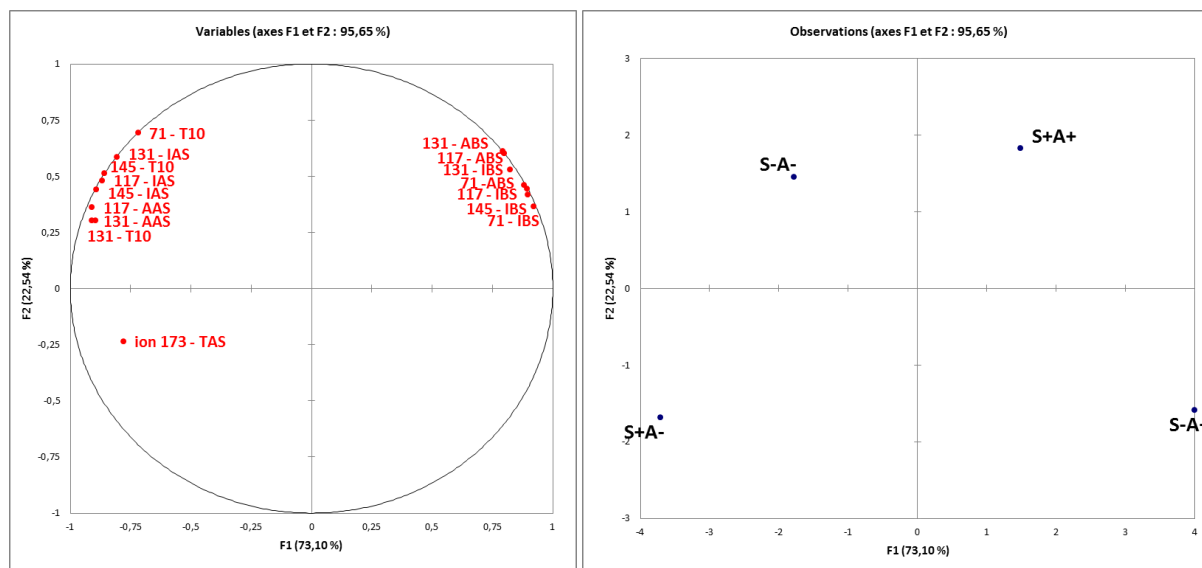 Variables (axes F1 et F2 : 95,65 %)
1
0,75
0,5
0,25
0
-0,25
-0,5
-0,75
-1
F2 (22,54 %)
71 - T10
131 - IAS
145 - T10
117 - IAS
145 - IAS
117 - AAS
131 - AAS
131 - T10
131 - ABS
117 - ABS
131 - IBS
71 - ABS
117 - IBS
145 - IBS
71 - IBS
ion 173 - TAS
-1 -0,75 -0,5 -0,25 0 0,25 0,5 0,75 1
F1 (73,10 %)
Observations (axes F1 et F2 : 95,65 %)
3
2
1
0
-1
-2
-3
F2 (22,54 %)
S+A+
S-A-
S+A-
S-A-
-4 -3 -2 -1 0 1 2 3 4
F1 (73,10 %)